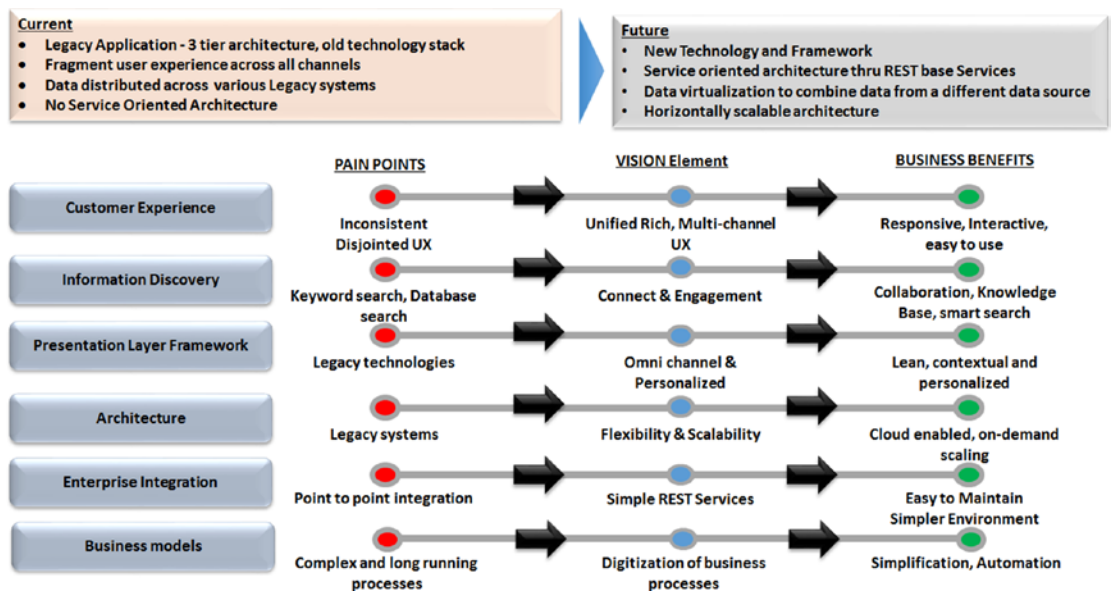 Current
• Legacy Application - 3 tier architecture, old technology stack
• Fragment user experience across all channels
• Data distributed across various Legacy systems
• No Service Oriented Architecture
Future
• New Technology and Framework
• Service oriented architecture thru REST base Services
• Data virtualization to combine data from a different data source
• Horizontally scalable architecture
PAIN POINTS
VISION Element
BUSINESS BENEFITS
Customer Experience
Inconsistent
Disjointed UX
Unified Rich, Multi-channel
UX
Responsive, Interactive,
easy to use
Information Discovery
Keyword search, Database
search
Connect & Engagement
Collaboration, Knowledge
Base, smart search
Presentation Layer Framework
Legacy technologies
Omni channel &
Personalized
Lean, contextual and
personalized
Architecture
Legacy systems
Flexibility & Scalability
Cloud enabled, on-demand
scaling
Enterprise Integration
Point to point integration
Simple REST Services
Easy to Maintain
Simpler Environment
Business models
Complex and long running
processes
Digitization of business
processes
Simplification, Automation